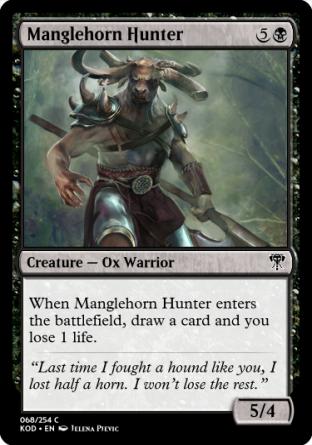 Manglehorn Hunter 5
Creature — Ox Warrior
When Manglehorn Hunter enters
the battlefield, draw a card and you
lose 1 life.
“Last time I fought a hound like you, I
lost half a horn. I won’t lose the rest.”
068/254 C
KOD • EN Jelena Pjevic
5/4